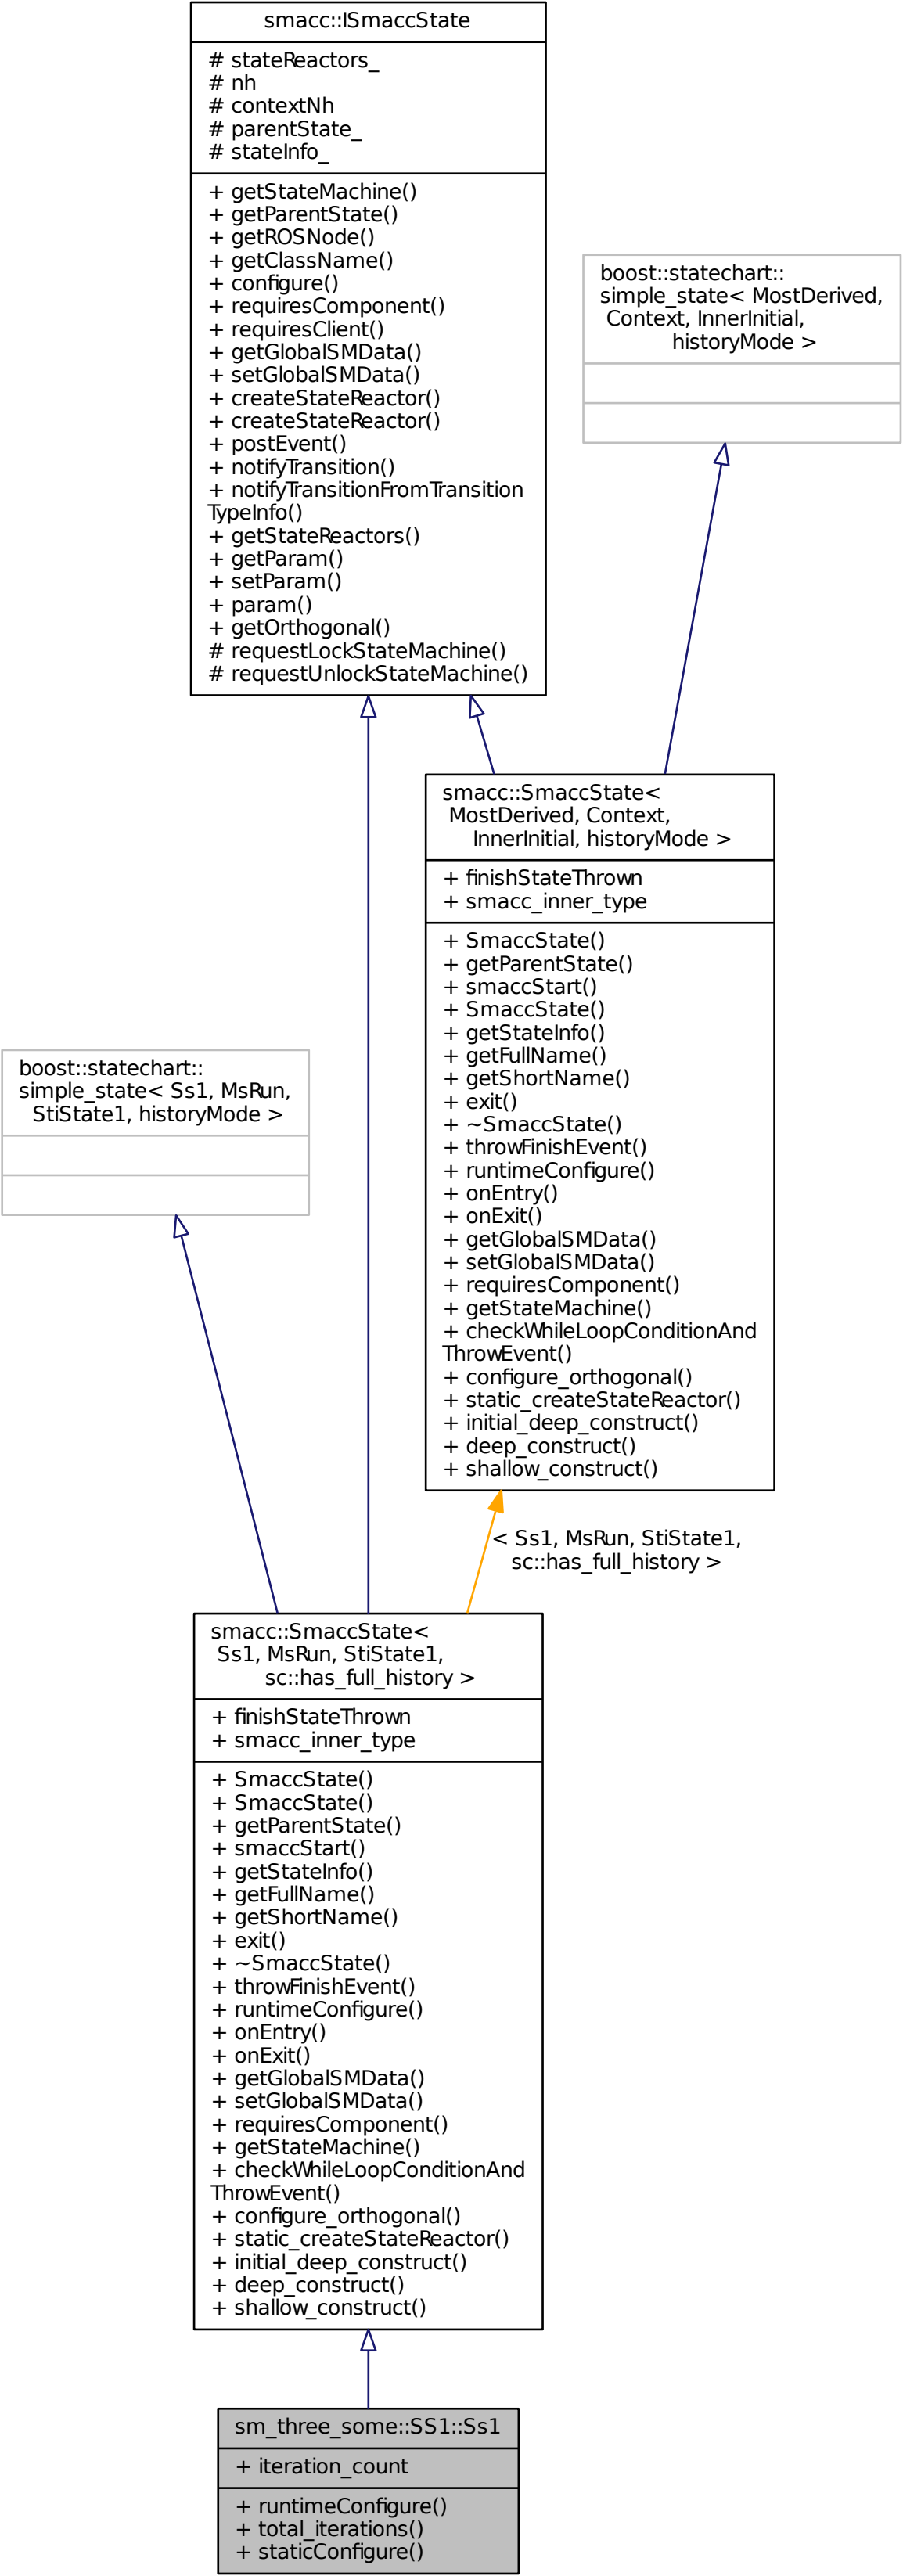 smacc::ISmaccState
# stateReactors_
# nh
# contextNh
# parentState_
# stateInfo_
+ getStateMachine()
+ getParentState()
+ getROSNode()
+ getClassName()
+ configure()
+ requiresComponent()
+ requiresClient()
+ getGlobalSMData()
+ setGlobalSMData()
+ createStateReactor()
+ createStateReactor()
+ postEvent()
+ notifyTransition()
+ notifyTransitionFromTransition
TypeInfo()
+ getStateReactors()
+ getParam()
+ setParam()
+ param()
+ getOrthogonal()
# requestLockStateMachine()
# requestUnlockStateMachine()
boost::statechart::
simple_state< MostDerived,
Context, InnerInitial,
historyMode >
smacc::SmaccState<
MostDerived, Context,
InnerInitial, historyMode >
+ finishStateThrown
+ smacc_inner_type
+ SmaccState()
+ getParentState()
+ smaccStart()
+ SmaccState()
+ getStateInfo()
+ getFullName()
+ getShortName()
+ exit()
+ ~SmaccState()
+ throwFinishEvent()
+ runtimeConfigure()
+ onEntry()
+ onExit()
+ getGlobalSMData()
+ setGlobalSMData()
+ requiresComponent()
+ getStateMachine()
+ checkWhileLoopConditionAnd
ThrowEvent()
+ configure_orthogonal()
+ static_createStateReactor()
+ initial_deep_construct()
+ deep_construct()
+ shallow_construct()
boost::statechart::
simple_state< Ss1, MsRun,
StiState1, historyMode >
< Ss1, MsRun, StiState1,
sc::has_full_history >
smacc::SmaccState<
Ss1, MsRun, StiState1,
sc::has_full_history >
+ finishStateThrown
+ smacc_inner_type
+ SmaccState()
+ SmaccState()
+ getParentState()
+ smaccStart()
+ getStateInfo()
+ getFullName()
+ getShortName()
+ exit()
+ ~SmaccState()
+ throwFinishEvent()
+ runtimeConfigure()
+ onEntry()
+ onExit()
+ getGlobalSMData()
+ setGlobalSMData()
+ requiresComponent()
+ getStateMachine()
+ checkWhileLoopConditionAnd
ThrowEvent()
+ configure_orthogonal()
+ static_createStateReactor()
+ initial_deep_construct()
+ deep_construct()
+ shallow_construct()
sm_three_some::SS1::Ss1
+ iteration_count
+ runtimeConfigure()
+ total_iterations()
+ staticConfigure()